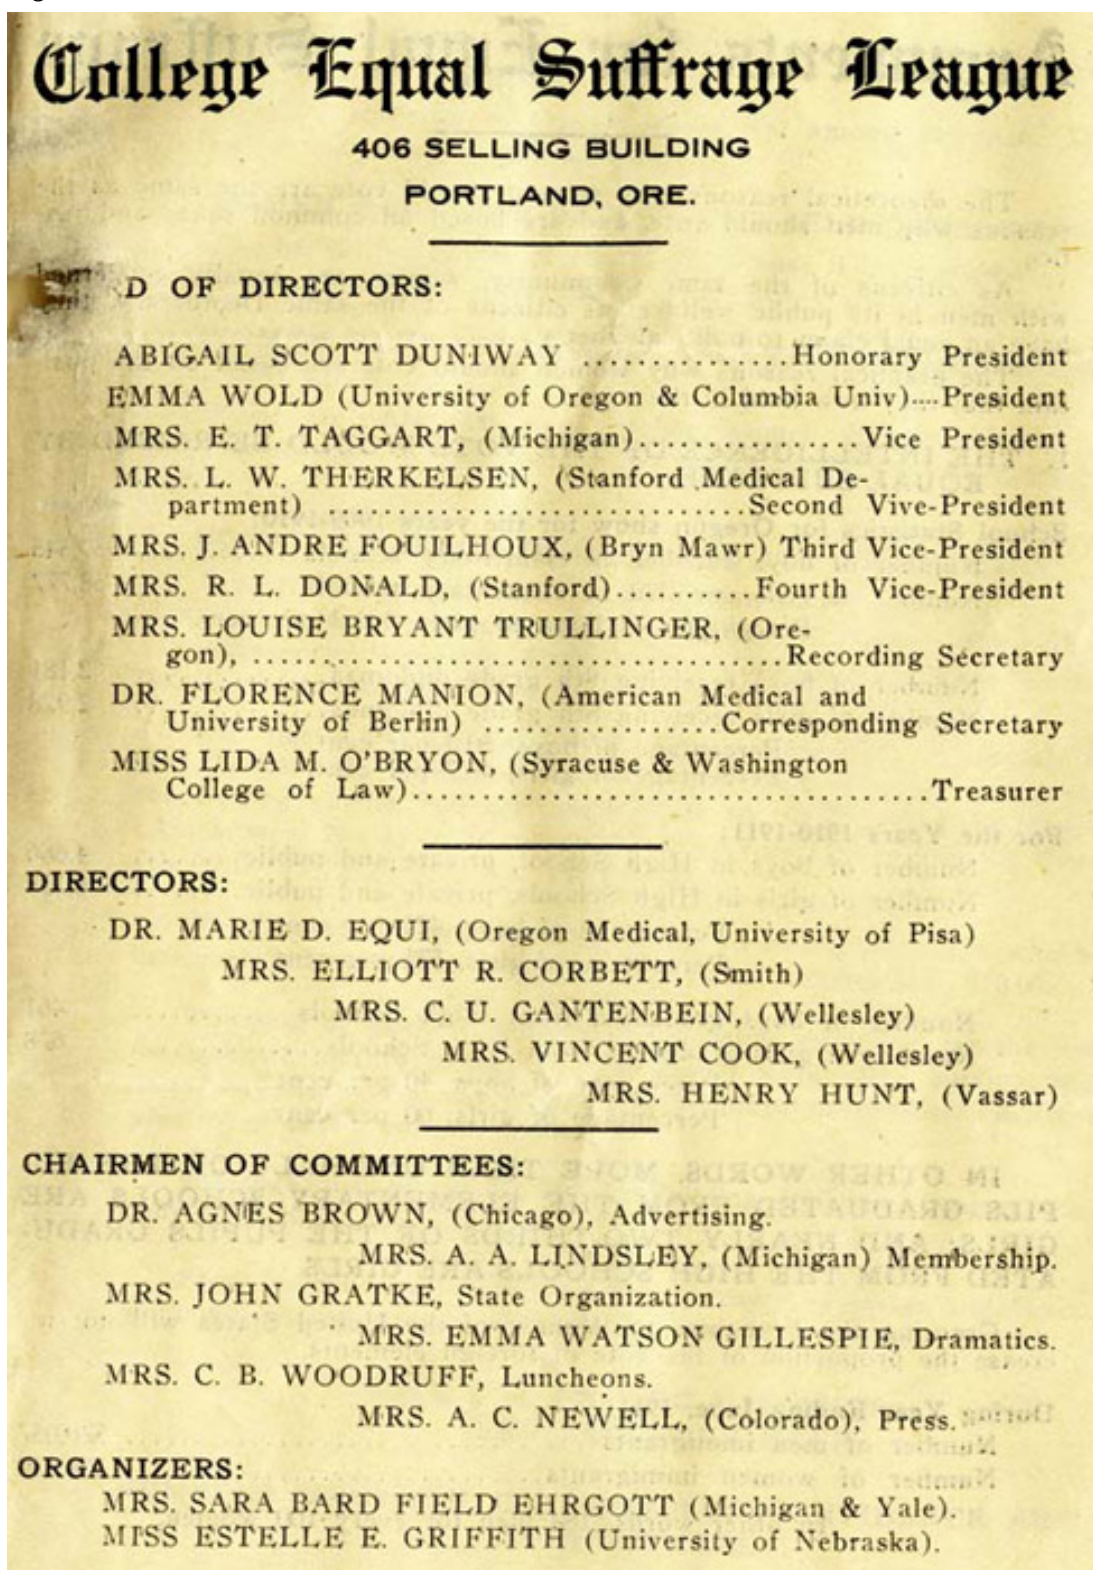 College Equal Suffrage League
406 SELLING BUILDING
PORTLAND, ORE.
D OF DIRECTORS:
ABIGAIL SCOTT DUNIWAY ...............Honorary President
EMMA WOLD (University of Oregon & Columbia Univ)....President
MRS. E. T. TAGGART, (Michigan)................Vice President
MRS. L. W. THERKELSEN, (Stanford Medical De-
partment) ..............................Second Vive-President
MRS. J. ANDRE FOUILHOUX, (Bryn Mawr) Third Vice-President
MRS. R. L. DONALD, (Stanford)..........Fourth Vice-President
MRS. LOUISE BRYANT TRULLINGER, (Ore-
gon), ......................................Recording Secretary
DR. FLORENCE MANION, (American Medical and
University of Berlin) .................Corresponding Secretary
MISS LIDA M. O'BRYON, (Syracuse & Washington
College of Law).....................................Treasurer
DIRECTORS:
DR. MARIE D. EQUI, (Oregon Medical, University of Pisa)
MRS. ELLIOTT R. CORBETT, (Smith)
MRS. C. U. GANTENBEIN, (Wellesley)
MRS. VINCENT COOK, (Wellesley)
MRS. HENRY HUNT, (Vassar)
CHAIRMEN OF COMMITTEES:
DR. AGNES BROWN, (Chicago), Advertising.
MRS. A. A. LINDSLEY, (Michigan) Membership.
MRS. JOHN GRATKE, State Organization.
MRS. EMMA WATSON GILLESPIE, Dramatics.
MRS. C. B. WOODRUFF, Luncheons.
MRS. A. C. NEWELL, (Colorado), Press.
ORGANIZERS:
MRS. SARA BARD FIELD EHRGOTT (Michigan & Yale).
MISS ESTELLE E. GRIFFITH (University of Nebraska).